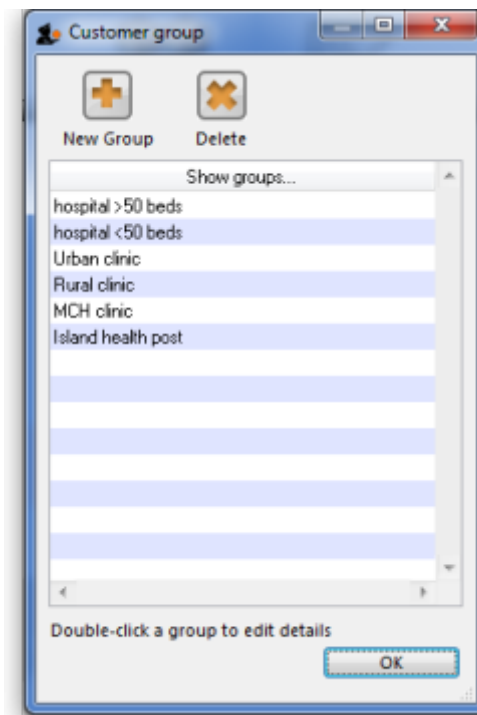 Customer group
New Group Delete
Show groups...
hospital >50 beds
hospital <50 beds
Urban clinic
Rural clinic
MCH clinic
Island health post
Double-click a group to edit details
OK